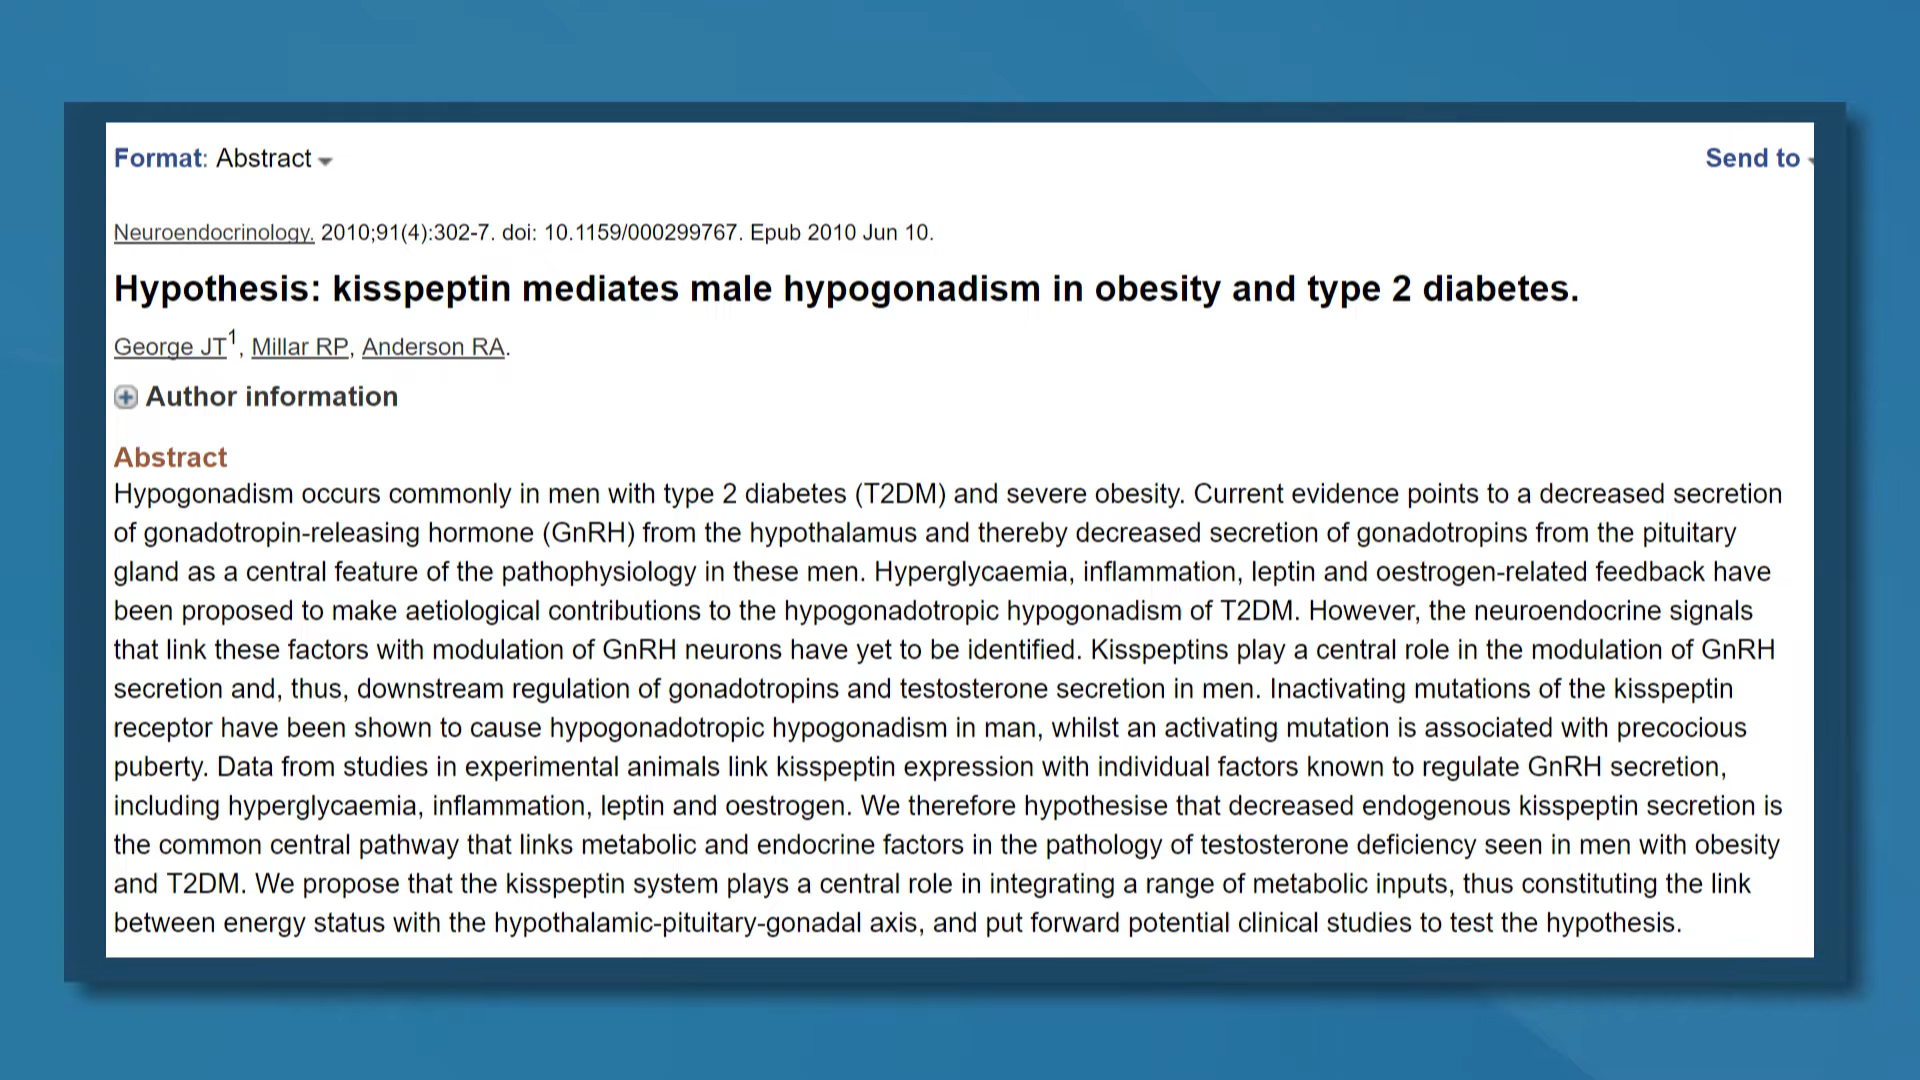 Format: Abstract
Send to
Neuroendocrinology. 2010;91(4):302-7. doi: 10.1159/000299767. Epub 2010 Jun 10.
Hypothesis: kisspeptin mediates male hypogonadism in obesity and type 2 diabetes.
George JT1, Millar RP, Anderson RA.
Author information
Abstract
Hypogonadism occurs commonly in men with type 2 diabetes (T2DM) and severe obesity. Current evidence points to a decreased secretion
of gonadotropin-releasing hormone (GnRH) from the hypothalamus and thereby decreased secretion of gonadotropins from the pituitary
gland as a central feature of the pathophysiology in these men. Hyperglycaemia, inflammation, leptin and oestrogen-related feedback have
been proposed to make aetiological contributions to the hypogonadotropic hypogonadism of T2DM. However, the neuroendocrine signals
that link these factors with modulation of GnRH neurons have yet to be identified. Kisspeptins play a central role in the modulation of GnRH
secretion and, thus, downstream regulation of gonadotropins and testosterone secretion in men. Inactivating mutations of the kisspeptin
receptor have been shown to cause hypogonadotropic hypogonadism in man, whilst an activating mutation is associated with precocious
puberty. Data from studies in experimental animals link kisspeptin expression with individual factors known to regulate GnRH secretion,
including hyperglycaemia, inflammation, leptin and oestrogen. We therefore hypothesise that decreased endogenous kisspeptin secretion is
the common central pathway that links metabolic and endocrine factors in the pathology of testosterone deficiency seen in men with obesity
and T2DM. We propose that the kisspeptin system plays a central role in integrating a range of metabolic inputs, thus constituting the link
between energy status with the hypothalamic-pituitary-gonadal axis, and put forward potential clinical studies to test the hypothesis.